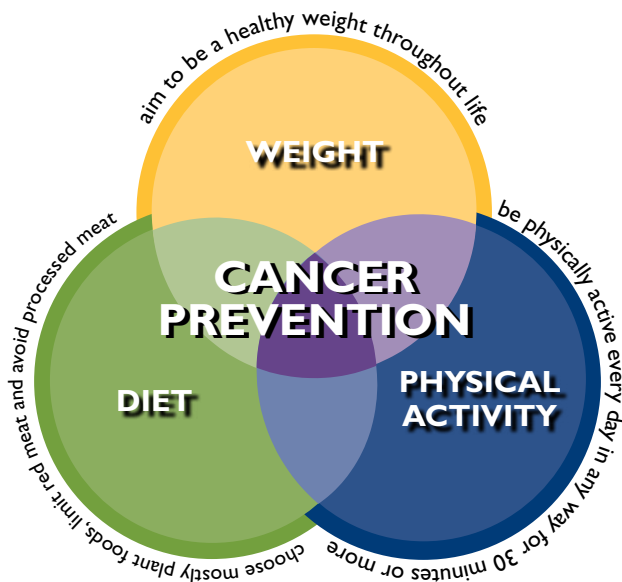 aim to be a healthy weight throughout life
WEIGHT
be physically active every day in any way for 30 minutes or more
CANCER
PREVENTION
PHYSICAL
ACTIVITY
DIET
choose mostly plant foods, limit red meat and avoid processed meat